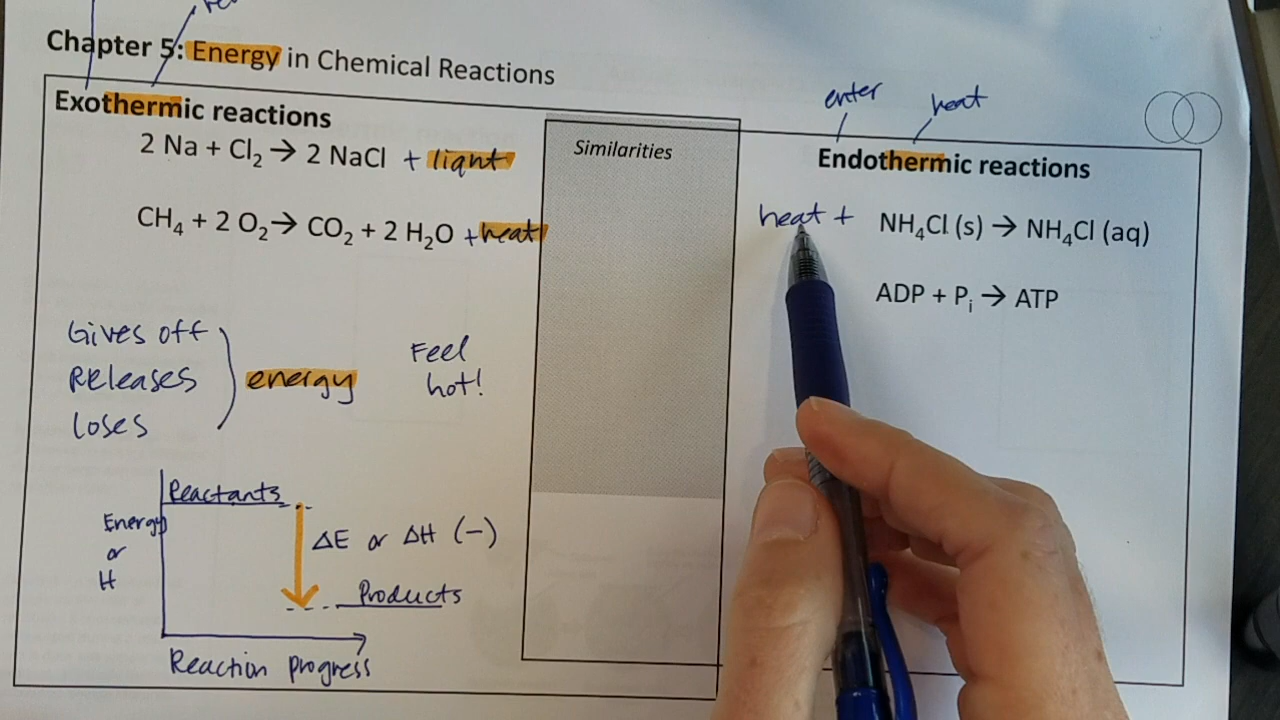 Chapter 5: Energy in Chemical Reactions
Exothermic reactions
2 Na + Cl₂ → 2 NaCl + light
CH₄ + 2 O₂ → CO₂ + 2 H₂O + heat
Gives off
Releases
Loses
energy
Feel
hot!
Energy
or
H
Reactants
ΔE or ΔH (−)
Products
Reaction progress
Similarities
enter
heat
Endothermic reactions
heat + NH₄Cl (s) → NH₄Cl (aq)
ADP + Pᵢ → ATP